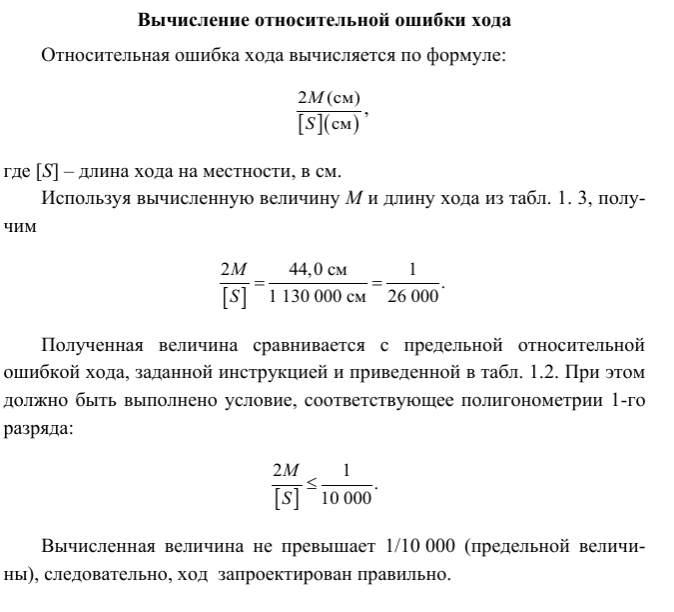 Вычисление относительной ошибки хода
Относительная ошибка хода вычисляется по формуле:
2M(см)
[S](см) ,
где [S] – длина хода на местности, в см.
Используя вычисленную величину M и длину хода из табл. 1. 3, полу-
чим
2M/[S] = 44,0 см/1 130 000 см = 1/26 000.
Полученная величина сравнивается с предельной относительной
ошибкой хода, заданной инструкцией и приведенной в табл. 1.2. При этом
должно быть выполнено условие, соответствующее полигонометрии 1-го
разряда:
2M/[S] ≤ 1/10 000.
Вычисленная величина не превышает 1/10 000 (предельной величи-
ны), следовательно, ход запроектирован правильно.